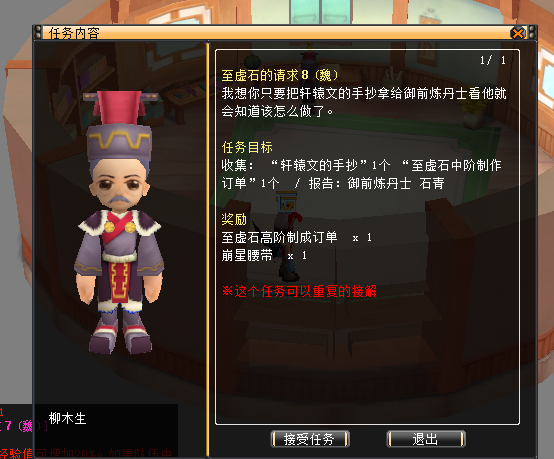 任务内容
1/ 1
至虚石的请求8（魏）
我想你只要把轩辕文的手抄拿给御前炼丹士看他就
会知道该怎么做了。
任务目标
收集: “轩辕文的手抄”1个 “至虚石中阶制作
订单”1个 / 报告: 御前炼丹士 石青
奖励
至虚石高阶制成订单 x 1
崩星腰带 x 1
※这个任务可以重复的接解
柳木生
7（魏
经验值
接受任务
退出